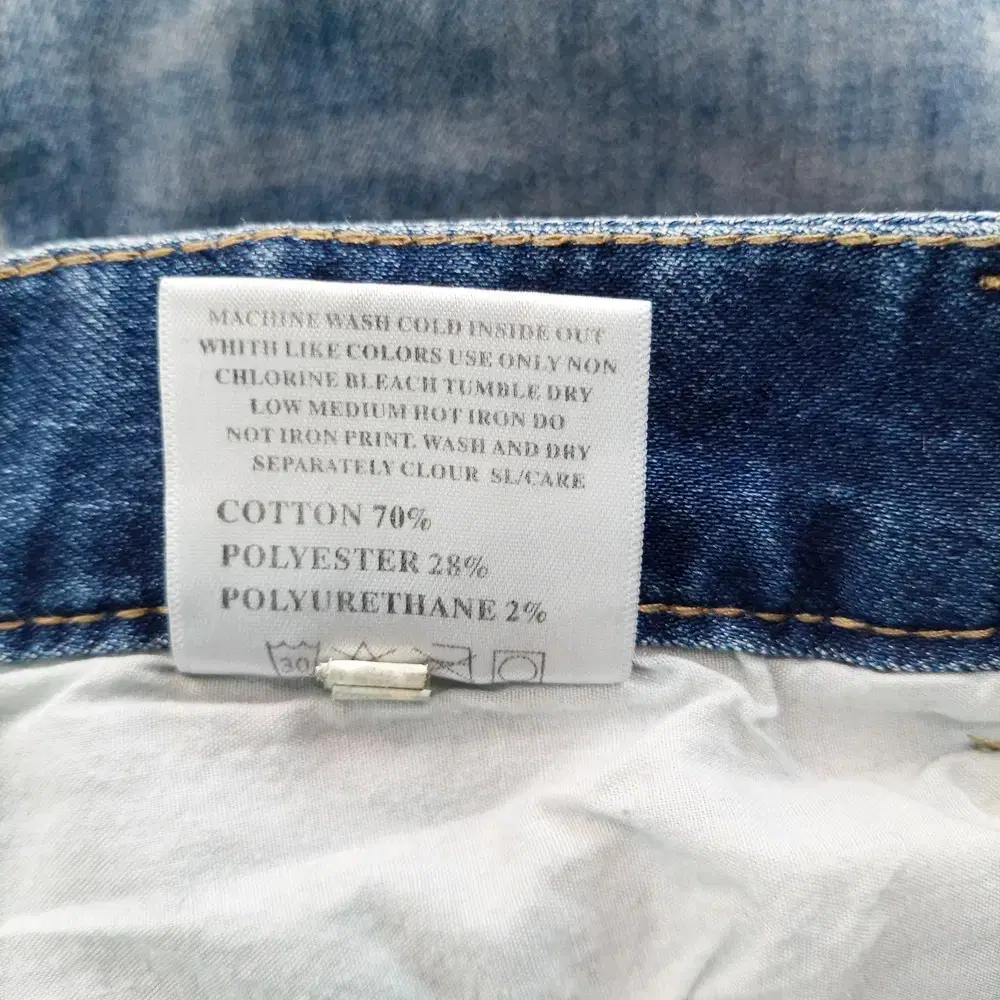 MACHINE WASH COLD INSIDE OUT
WHITH LIKE COLORS USE ONLY NON
CHLORINE BLEACH TUMBLE DRY
LOW MEDIUM HOT IRON DO
NOT IRON PRINT. WASH AND DRY
SEPARATELY CLOUR SL/CARE
COTTON 70%
POLYESTER 28%
POLYURETHANE 2%
30